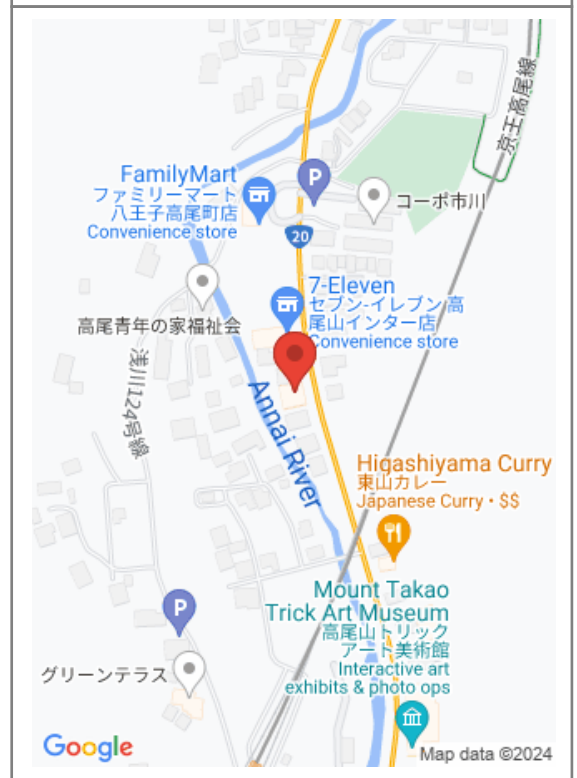 京王高尾線
FamilyMart
ファミリーマート
八王子高尾町店
Convenience store
P
コーポ市川
20
7-Eleven
セブン-イレブン 高
尾山インター店
Convenience store
高尾青年の家福祉会
浅川124号線
Annai River
Higashiyama Curry
東山カレー
Japanese Curry • $$
Mount Takao
Trick Art Museum
高尾山トリック
アート美術館
Interactive art
exhibits & photo ops
P
グリーンテラス
Google
Map data ©2024